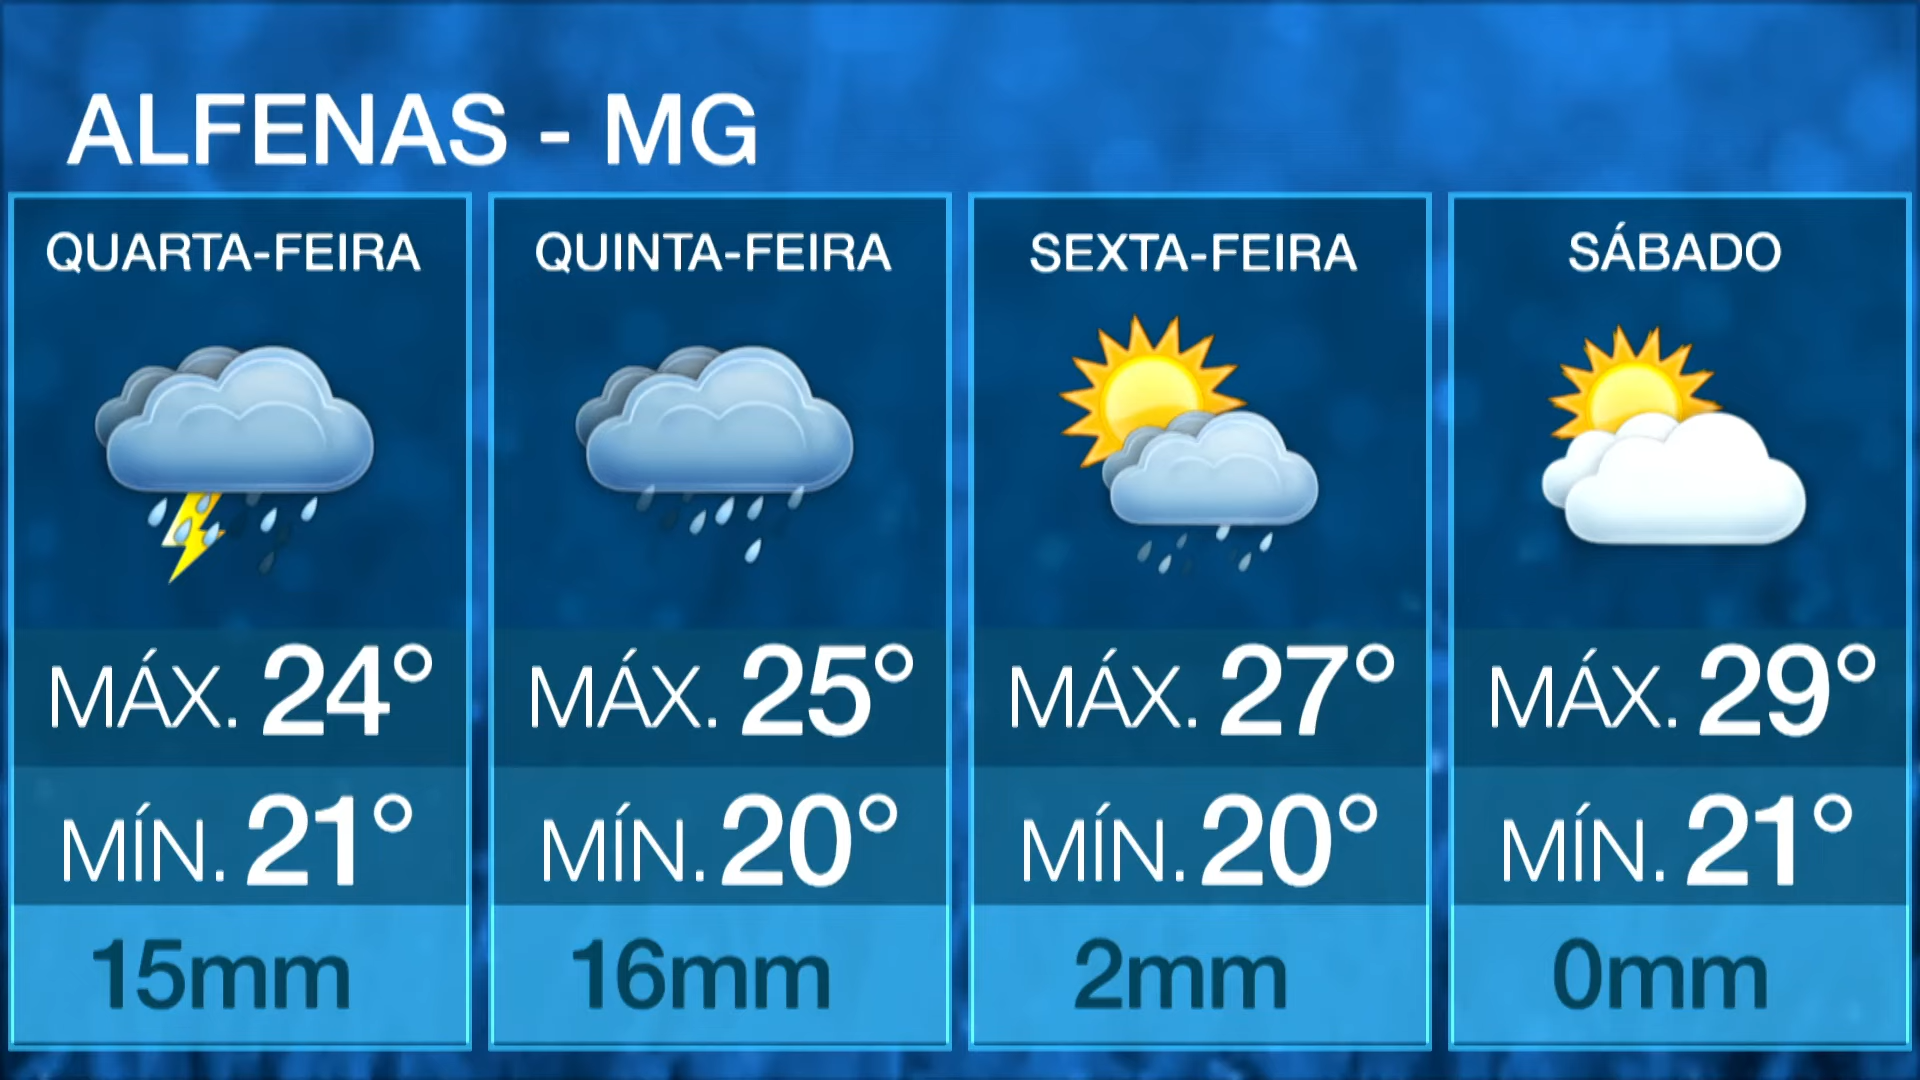 ALFENAS - MG
QUARTA-FEIRA
MÁX. 24°
MÍN. 21°
15mm
QUINTA-FEIRA
MÁX. 25°
MÍN. 20°
16mm
SEXTA-FEIRA
MÁX. 27°
MÍN. 20°
2mm
SÁBADO
MÁX. 29°
MÍN. 21°
0mm